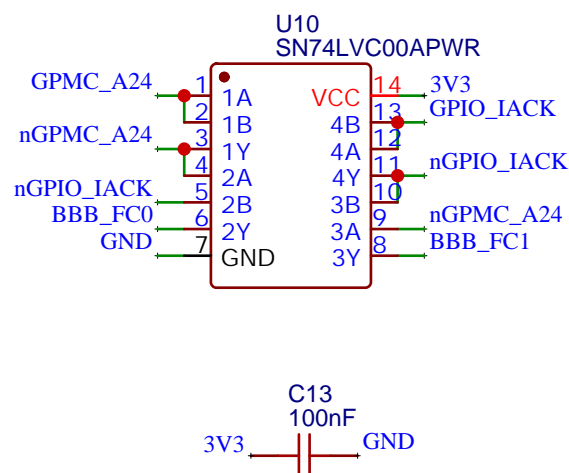 U10
SN74LVC00APWR
GPMC_A24 1 1A VCC 14 3V3
2 1B 4B 13 GPIO_IACK
nGPMC_A24 3 1Y 4A 12
4 2A 4Y 11 nGPIO_IACK
nGPIO_IACK 5 2B 3B 10
BBB_FC0 6 2Y 3A 9 nGPMC_A24
GND 7 GND 3Y 8 BBB_FC1
C13
100nF
3V3 GND